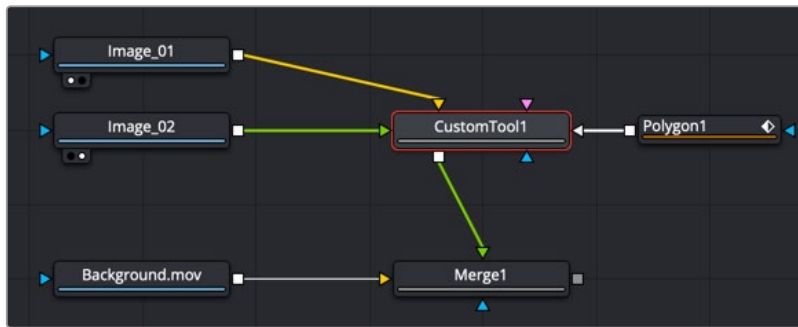 Image_01
Image_02
CustomTool1
Polygon1
Background.mov
Merge1